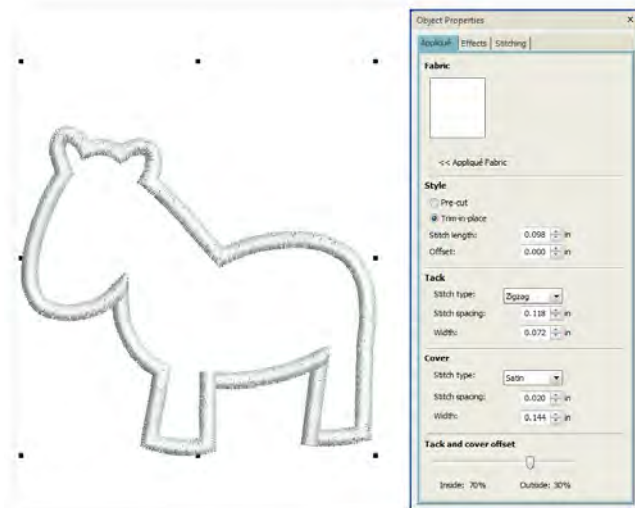 Object Properties x
Appliqué Effects Stitching
Fabric
<< Appliqué Fabric
Style
Pre-cut
Trim-in-place
Stitch length: 0.098 in
Offset: 0.000 in
Tack
Stitch type: Zigzag
Stitch spacing: 0.118 in
Width: 0.072 in
Cover
Stitch type: Satin
Stitch spacing: 0.020 in
Width: 0.144 in
Tack and cover offset
Inside: 70% Outside: 30%